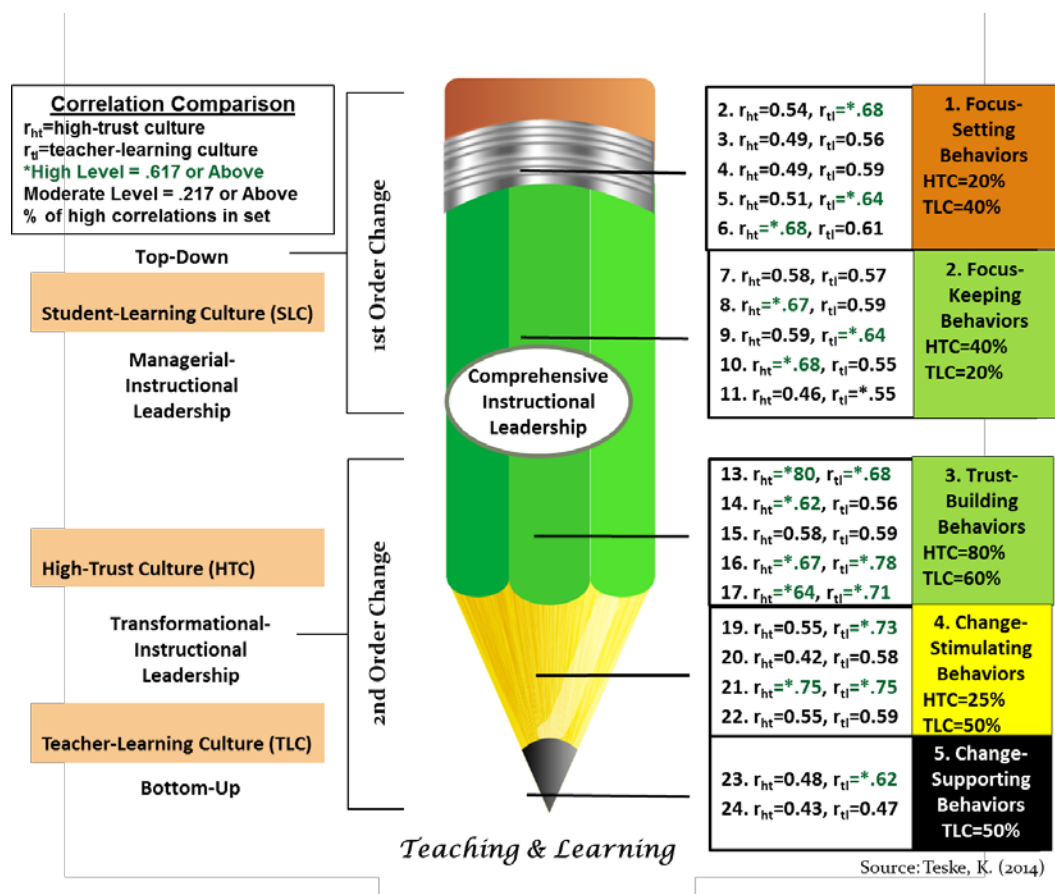 Correlation Comparison
rht=high-trust culture
rtl=teacher-learning culture
*High Level = .617 or Above
Moderate Level = .217 or Above
% of high correlations in set
Top-Down
Student-Learning Culture (SLC)
Managerial-
Instructional
Leadership
1st Order Change
High-Trust Culture (HTC)
Transformational-
Instructional
Leadership
Teacher-Learning Culture (TLC)
Bottom-Up
2nd Order Change
Comprehensive
Instructional
Leadership
Teaching & Learning
2. rht=0.54, rtl=*.68
3. rht=0.49, rtl=0.56
4. rht=0.49, rtl=0.59
5. rht=0.51, rtl=*.64
6. rht=*.68, rtl=0.61
1. Focus-
Setting
Behaviors
HTC=20%
TLC=40%
7. rht=0.58, rtl=0.57
8. rht=*.67, rtl=0.59
9. rht=0.59, rtl=*.64
10. rht=*.68, rtl=0.55
11. rht=0.46, rtl=*.55
2. Focus-
Keeping
Behaviors
HTC=40%
TLC=20%
13. rht=*80, rtl=*.68
14. rht=*.62, rtl=0.56
15. rht=0.58, rtl=0.59
16. rht=*.67, rtl=*.78
17. rht=*64, rtl=*.71
3. Trust-
Building
Behaviors
HTC=80%
TLC=60%
19. rht=0.55, rtl=*.73
20. rht=0.42, rtl=0.58
21. rht=*.75, rtl=*.75
22. rht=0.55, rtl=0.59
4. Change-
Stimulating
Behaviors
HTC=25%
TLC=50%
23. rht=0.48, rtl=*.62
24. rht=0.43, rtl=0.47
5. Change-
Supporting
Behaviors
TLC=50%
Source: Teske, K. (2014)